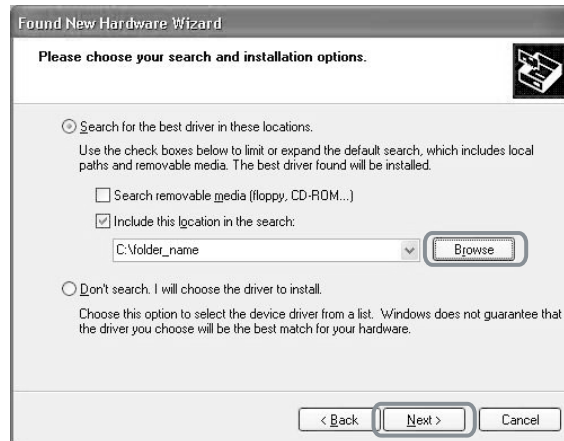 Found New Hardware Wizard
Please choose your search and installation options.
Search for the best driver in these locations.
Use the check boxes below to limit or expand the default search, which includes local
paths and removable media. The best driver found will be installed.
Search removable media (floppy, CD-ROM...)
Include this location in the search:
C:\folder_name
Browse
Don't search. I will choose the driver to install.
Choose this option to select the device driver from a list. Windows does not guarantee that
the driver you choose will be the best match for your hardware.
< Back Next > Cancel